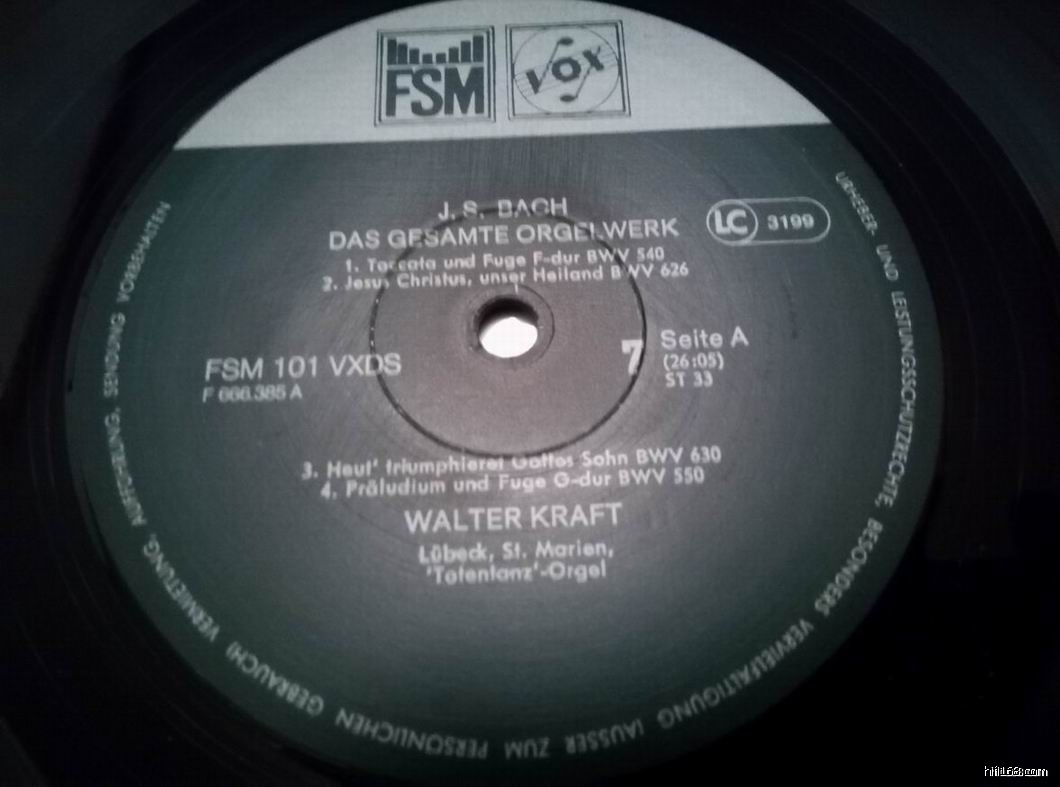 FSM
VOX
J. S. BACH
DAS GESAMTE ORGELWERK
LC 3199
1. Toccata und Fuge F-dur BWV 540
2. Jesus Christus, unser Heiland BWV 626
FSM 101 VXDS
F 666.385 A
7
Seite A
(26:05)
ST 33
3. Heut' triumphieret Gottes Sohn BWV 630
4. Präludium und Fuge G-dur BWV 550
WALTER KRAFT
Lübeck, St. Marien,
'Totentanz'-Orgel
URHEBER- UND LEISTUNGSSCHUTZRECHTE, BESONDERS VERVIELFÄLTIGUNG (AUSSER ZUM PERSÖNLICHEN GEBRAUCH) VERMIETUNG, AUFFÜHRUNG, SENDUNG VORBEHALTEN